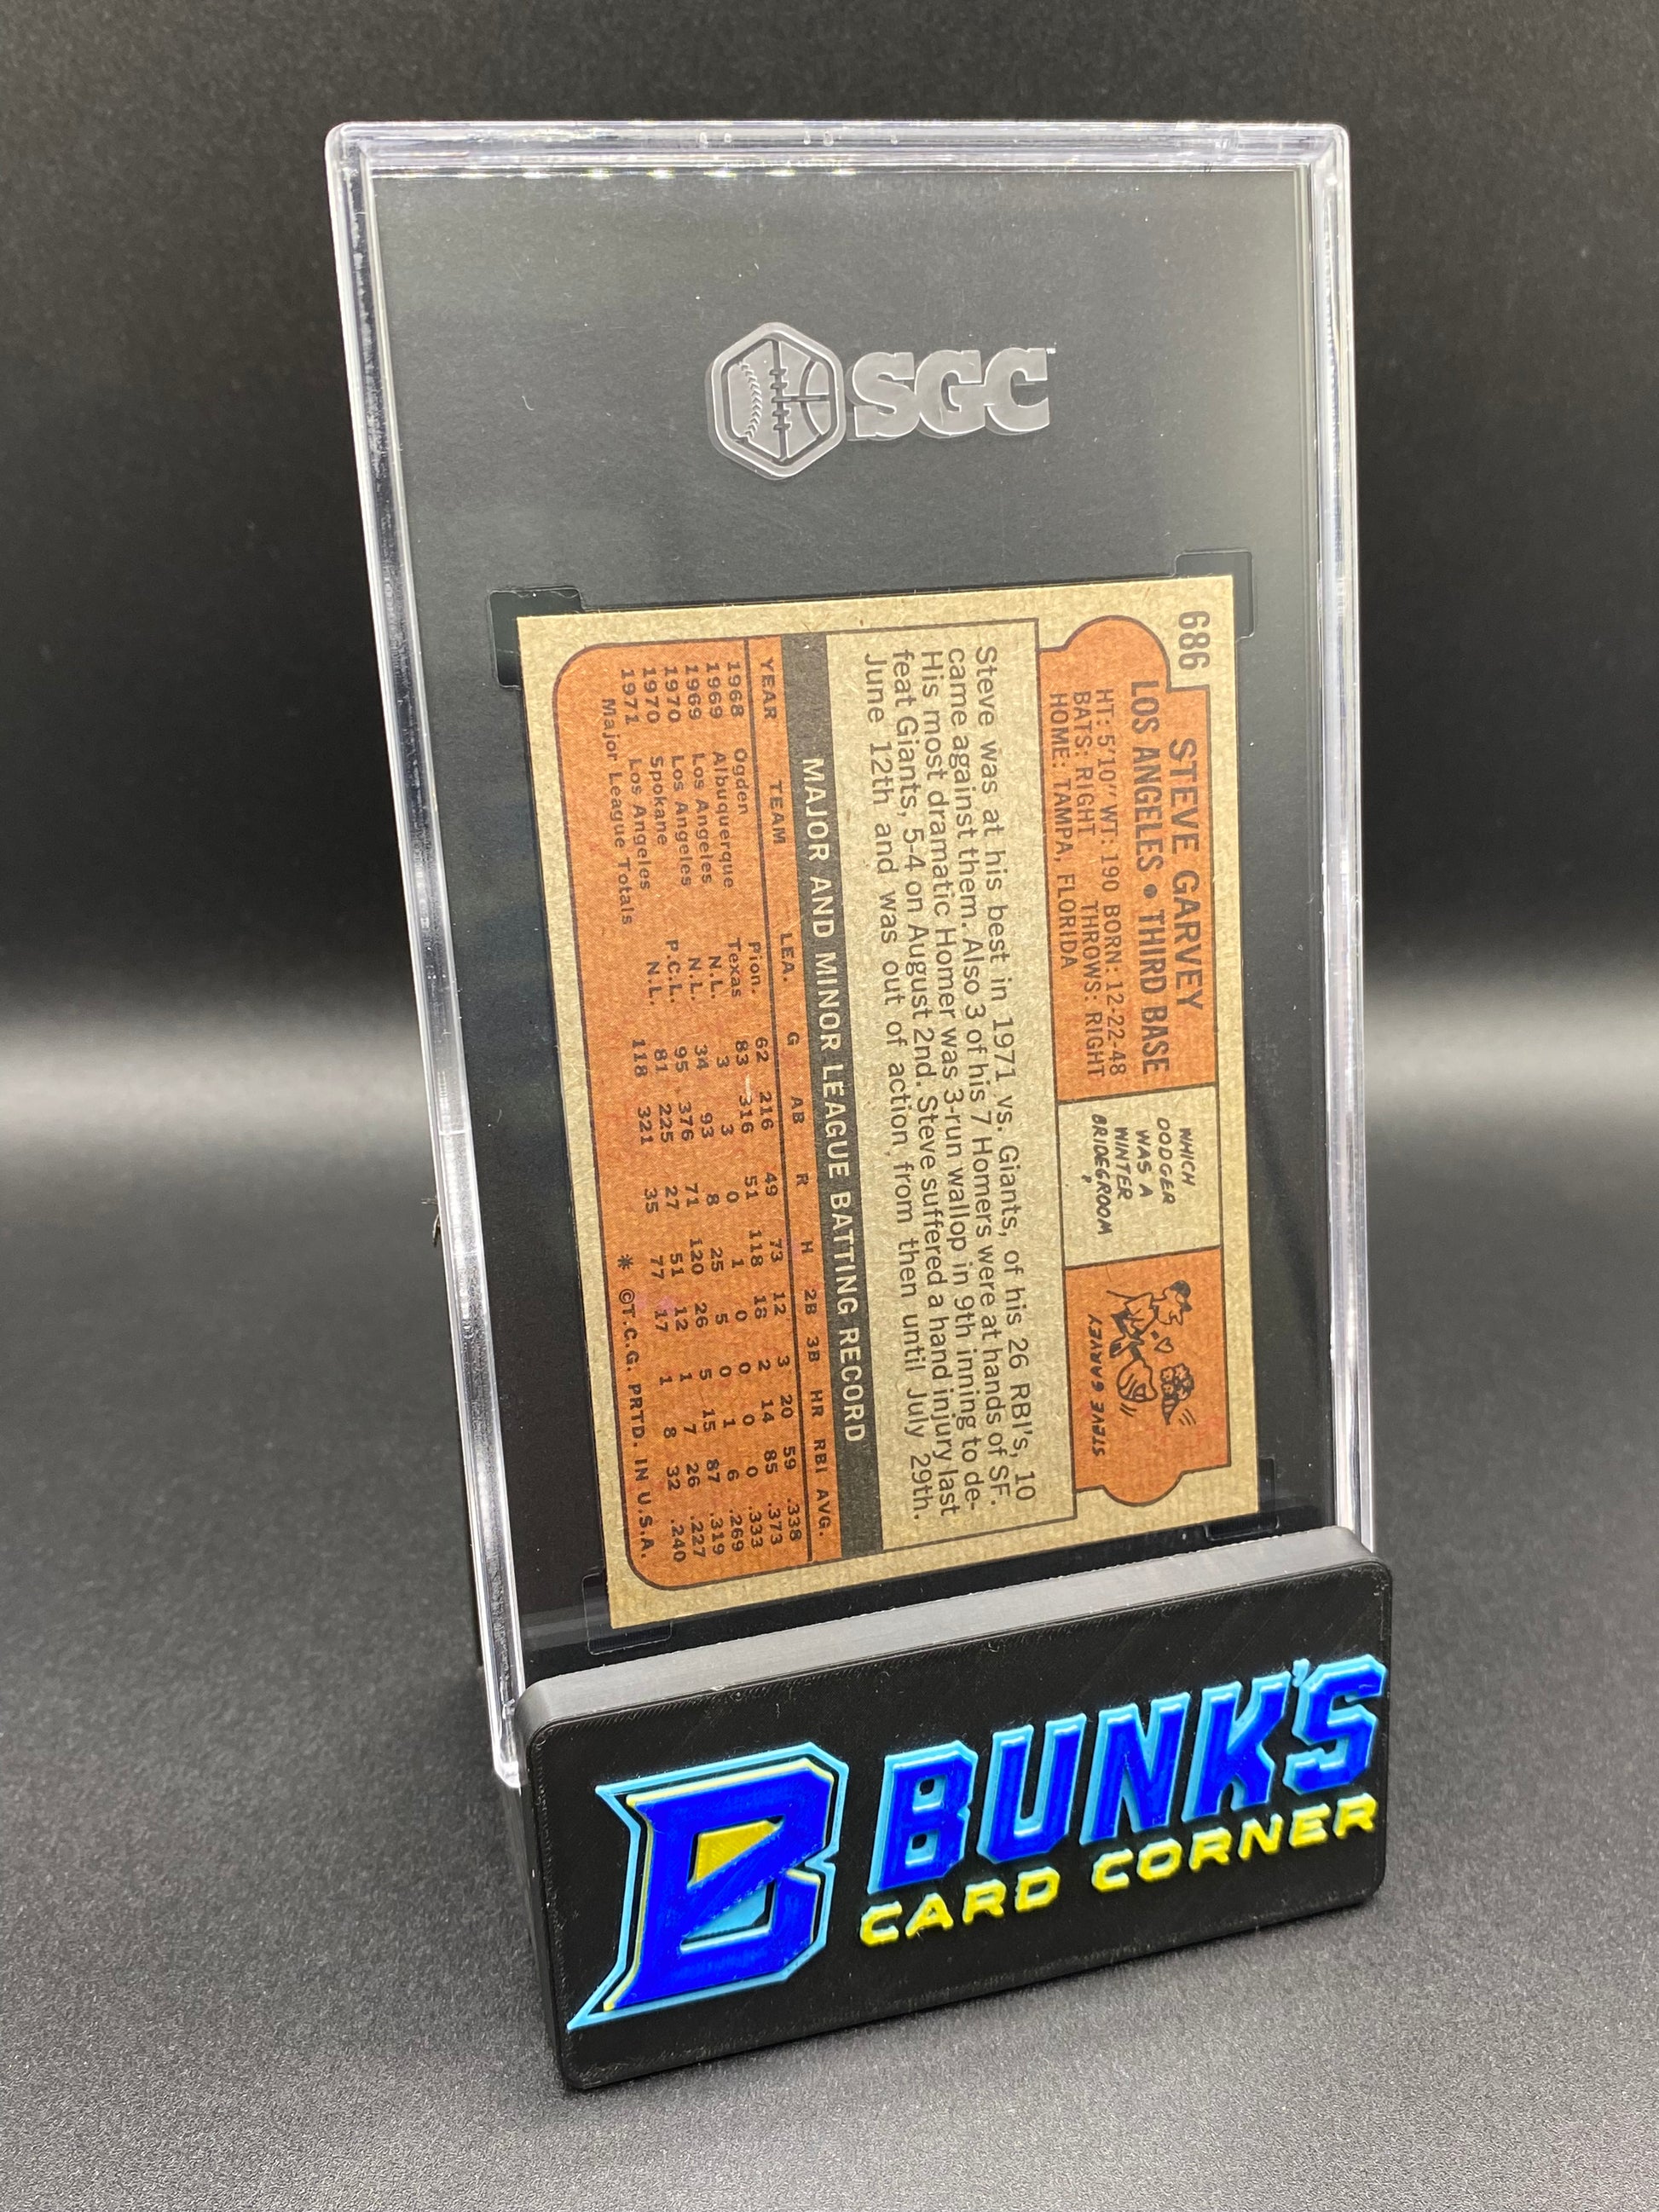 SGC
686
STEVE GARVEY
LOS ANGELES • THIRD BASE
HT: 5'10" WT: 190 BORN: 12-22-48
BATS: RIGHT THROWS: RIGHT
HOME: TAMPA, FLORIDA
WHICH
DODGER
WAS A
WINTER
BRIDEGROOM
?
STEVE GARVEY
Steve was at his best in 1971 vs. Giants, of his 26 RBI's, 10
came against them. Also 3 of his 7 Homers were at hands of SF.
His most dramatic Homer was 3-run wallop in 9th inning to de-
feat Giants, 5-4 on August 2nd. Steve suffered a hand injury last
June 12th and was out of action from then until July 29th.
MAJOR AND MINOR LEAGUE BATTING RECORD
YEAR TEAM LEA. G AB R H 2B 3B HR RBI AVG.
1968 Ogden Pion. 62 216 49 73 12 3 20 59 .338
1969 Albuquerque Texas 83 316 51 118 18 2 14 85 .373
1969 Los Angeles N.L. 3 3 0 1 0 0 0 0 .333
1970 Los Angeles N.L. 34 93 8 25 5 0 1 6 .269
1970 Spokane P.C.L. 95 376 71 120 26 5 15 87 .319
1971 Los Angeles N.L. 81 225 27 51 12 1 7 26 .227
Major League Totals 118 321 35 77 17 1 8 32 .240
* ©T.C.G. PRTD. IN U.S.A.
B BUNK'S
CARD CORNER